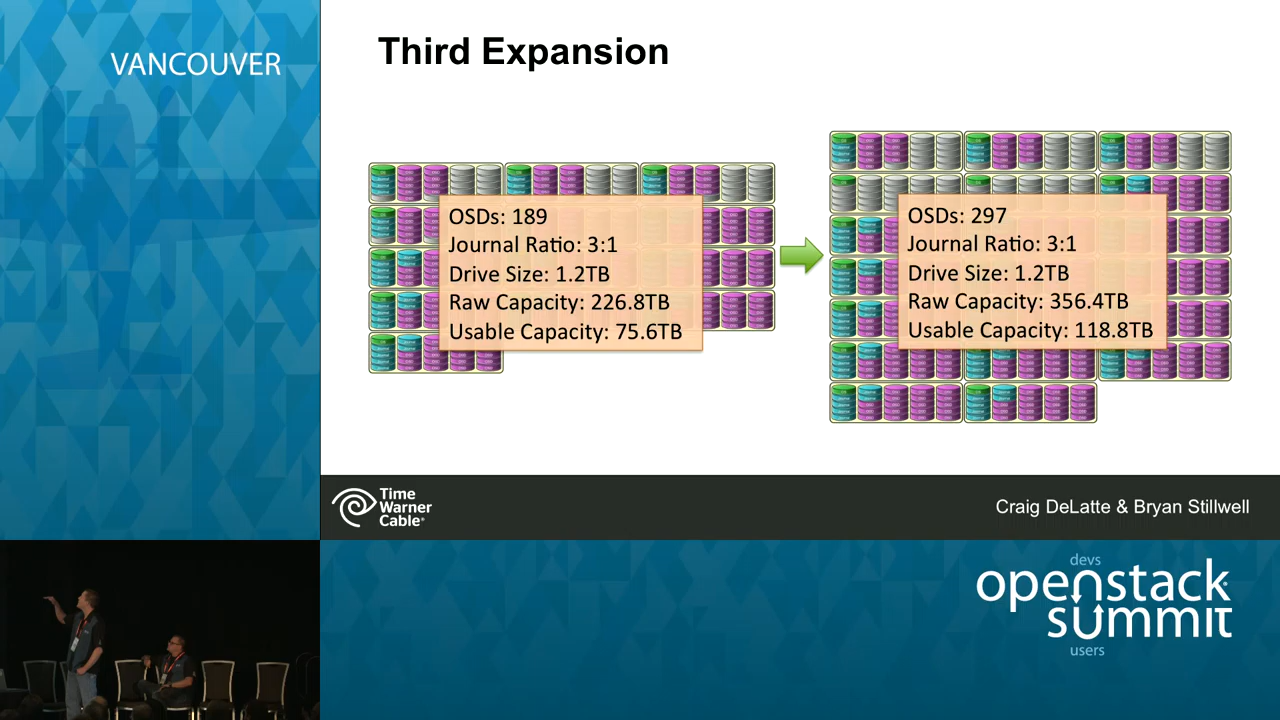 VANCOUVER
Third Expansion
OSDs: 189
Journal Ratio: 3:1
Drive Size: 1.2TB
Raw Capacity: 226.8TB
Usable Capacity: 75.6TB
OSDs: 297
Journal Ratio: 3:1
Drive Size: 1.2TB
Raw Capacity: 356.4TB
Usable Capacity: 118.8TB
Time
Warner
Cable®
Craig DeLatte & Bryan Stillwell
devs
openstack
summit
users